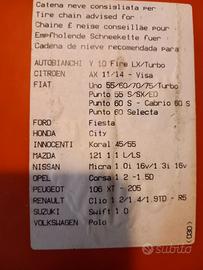 Catena neve consigliata per
Tire chain advised for
Chaine £ neige conseillée pour
Empfohlende Schneekette fuer
Cadena de nieve recomendada para
AUTOBIANCHI Y 10 Fire LX/Turbo
CITROEN AX 11/14 - Visa
FIAT Uno 55/60/70/75/Turbo
Punto 55 S/SX/ED
Punto 60 S - Cabrio 60 S
Punto 60 Selecta
FORD Fiesta
HONDA City
INNOCENTI Koral 45/55
MAZDA 121 1.1 L/LS
NISSAN Micra 1.0i 16v/1.3i 16v
OPEL Corsa 1.2 -1.5D
PEUGEOT 106 XT - 205
RENAULT Clio 1.2/1.4/1.9TD - R5
SUZUKI Swift 1.0
VOLKSWAGEN Polo
(030)
subito